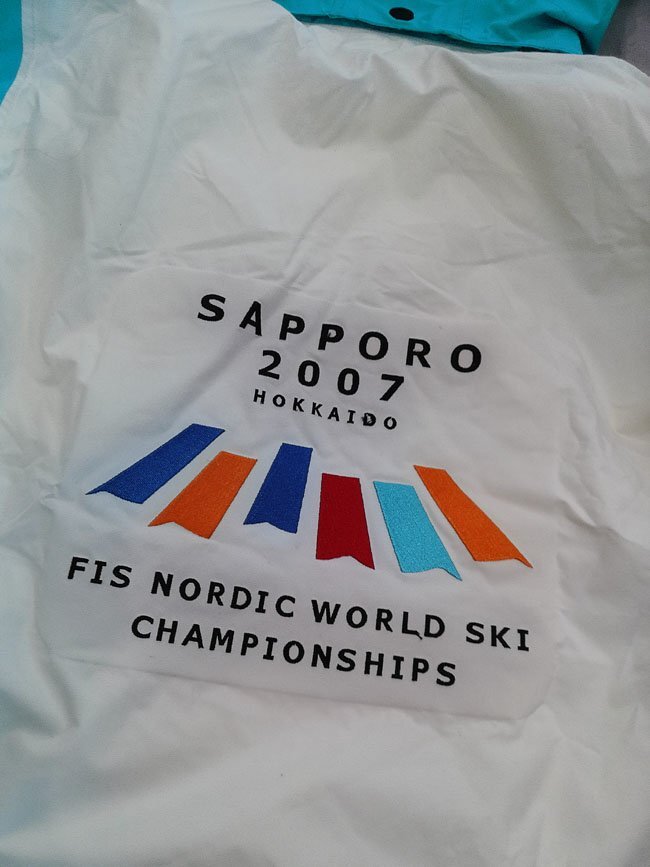 SAPPORO
2007
HOKKAIDO
FIS NORDIC WORLD SKI
CHAMPIONSHIPS